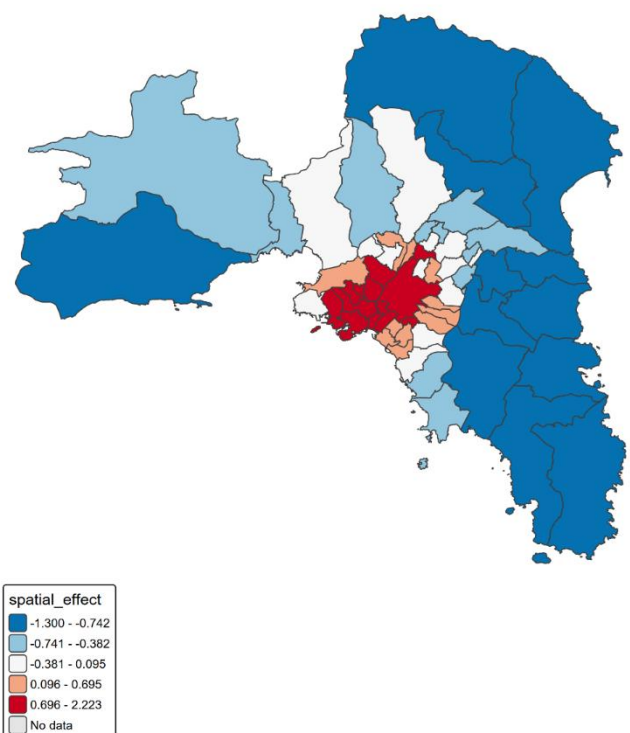 spatial_effect
-1.300 - -0.742
-0.741 - -0.382
-0.381 - 0.095
0.096 - 0.695
0.696 - 2.223
No data